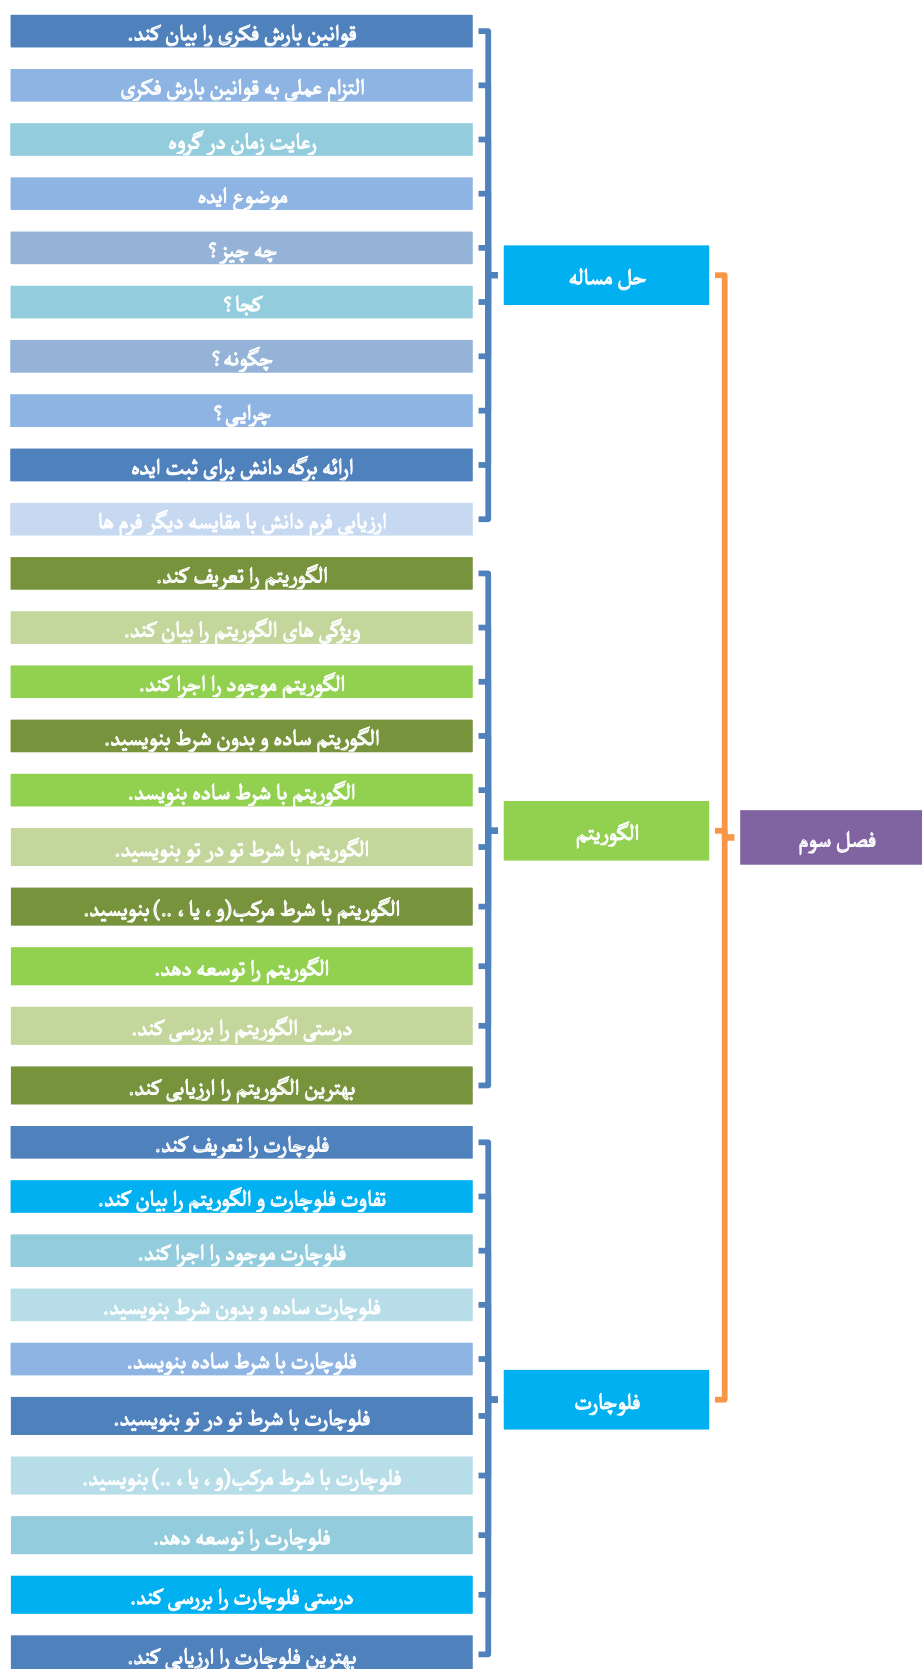 فصل سوم
حل مساله
قوانین بارش فکری را بیان کند.
التزام عملی به قوانین بارش فکری
رعایت زمان در گروه
موضوع ایده
چه چیز؟
کجا؟
چگونه؟
چرایی؟
ارائه برگه دانش برای ثبت ایده
ارزیابی فرم دانش با مقایسه دیگر فرم ها
الگوریتم
الگوریتم را تعریف کند.
ویژگی های الگوریتم را بیان کند.
الگوریتم موجود را اجرا کند.
الگوریتم ساده و بدون شرط بنویسید.
الگوریتم با شرط ساده بنویسد.
الگوریتم با شرط تو در تو بنویسید.
الگوریتم با شرط مرکب(و ، یا ، ..) بنویسید.
الگوریتم را توسعه دهد.
درستی الگوریتم را بررسی کند.
بهترین الگوریتم را ارزیابی کند.
فلوچارت
فلوچارت را تعریف کند.
تفاوت فلوچارت و الگوریتم را بیان کند.
فلوچارت موجود را اجرا کند.
فلوچارت ساده و بدون شرط بنویسید.
فلوچارت با شرط ساده بنویسد.
فلوچارت با شرط تو در تو بنویسید.
فلوچارت با شرط مرکب(و ، یا ، ..) بنویسید.
فلوچارت را توسعه دهد.
درستی فلوچارت را بررسی کند.
بهترین فلوچارت را ارزیابی کند.